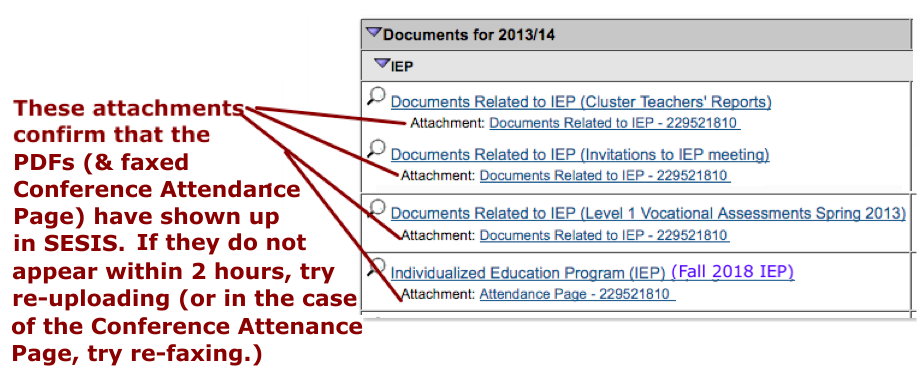 Documents for 2013/14
IEP
These attachments
confirm that the
PDFs (& faxed
Conference Attendance
Page) have shown up
in SESIS. If they do not
appear within 2 hours, try
re-uploading (or in the case
of the Conference Attenance
Page, try re-faxing.)
Documents Related to IEP (Cluster Teachers' Reports)
Attachment: Documents Related to IEP - 229521810
Documents Related to IEP (Invitations to IEP meeting)
Attachment: Documents Related to IEP - 229521810
Documents Related to IEP (Level 1 Vocational Assessments Spring 2013)
Attachment: Documents Related to IEP - 229521810
Individualized Education Program (IEP) (Fall 2018 IEP)
Attachment: Attendance Page - 229521810